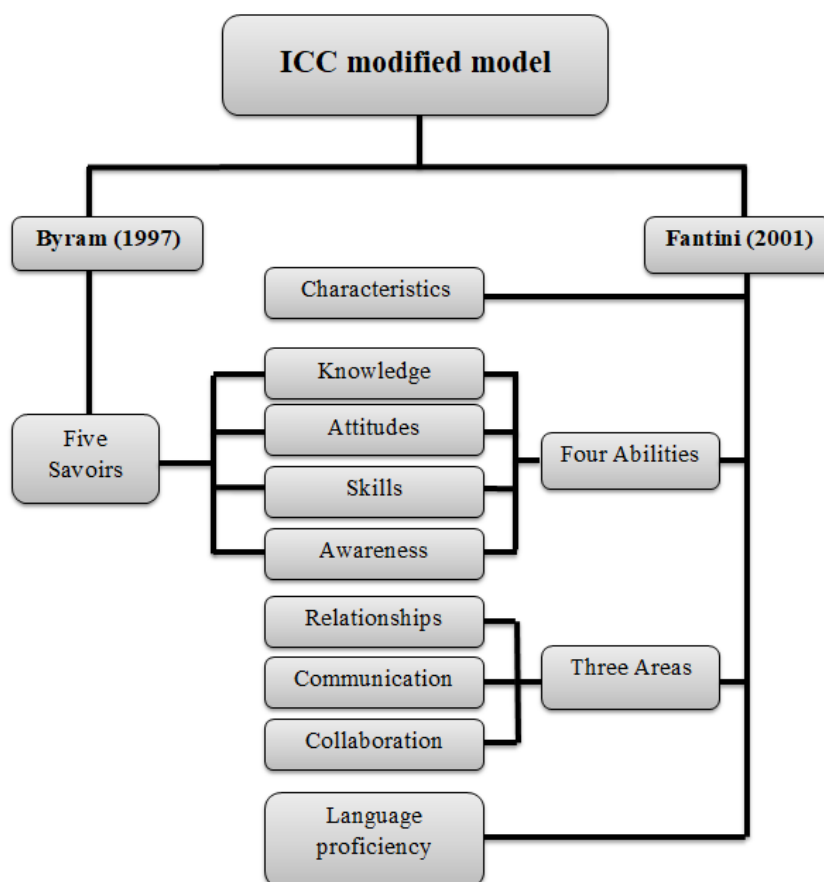 ICC modified model
Byram (1997)
Fantini (2001)
Characteristics
Knowledge
Attitudes
Five
Savoirs
Four Abilities
Skills
Awareness
Relationships
Communication
Three Areas
Collaboration
Language
proficiency